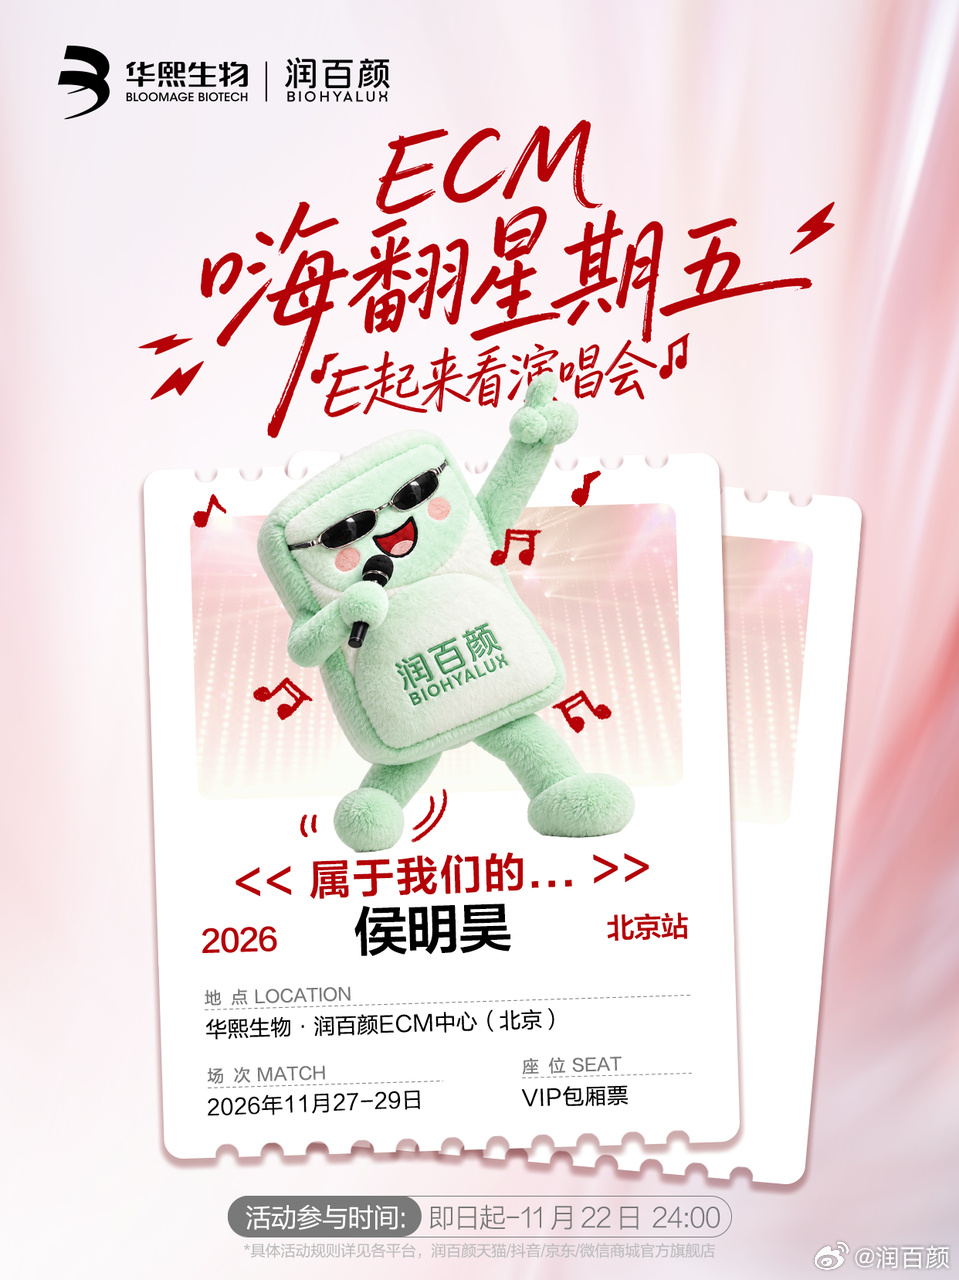 华熙生物 | 润百颜
BLOOMAGE BIOTECH BIOHYALUX
ECM
嗨翻星期五
E起来看演唱会
润百颜
BIOHYALUX
<< 属于我们的... >>
2026 侯明昊 北京站
地点 LOCATION
华熙生物·润百颜ECM中心（北京）
场次 MATCH 座位 SEAT
2026年11月27-29日 VIP包厢票
活动参与时间: 即日起-11月22日 24:00
*具体活动规则详见各平台，润百颜天猫/抖音/京东/微信商城官方旗舰店
@润百颜